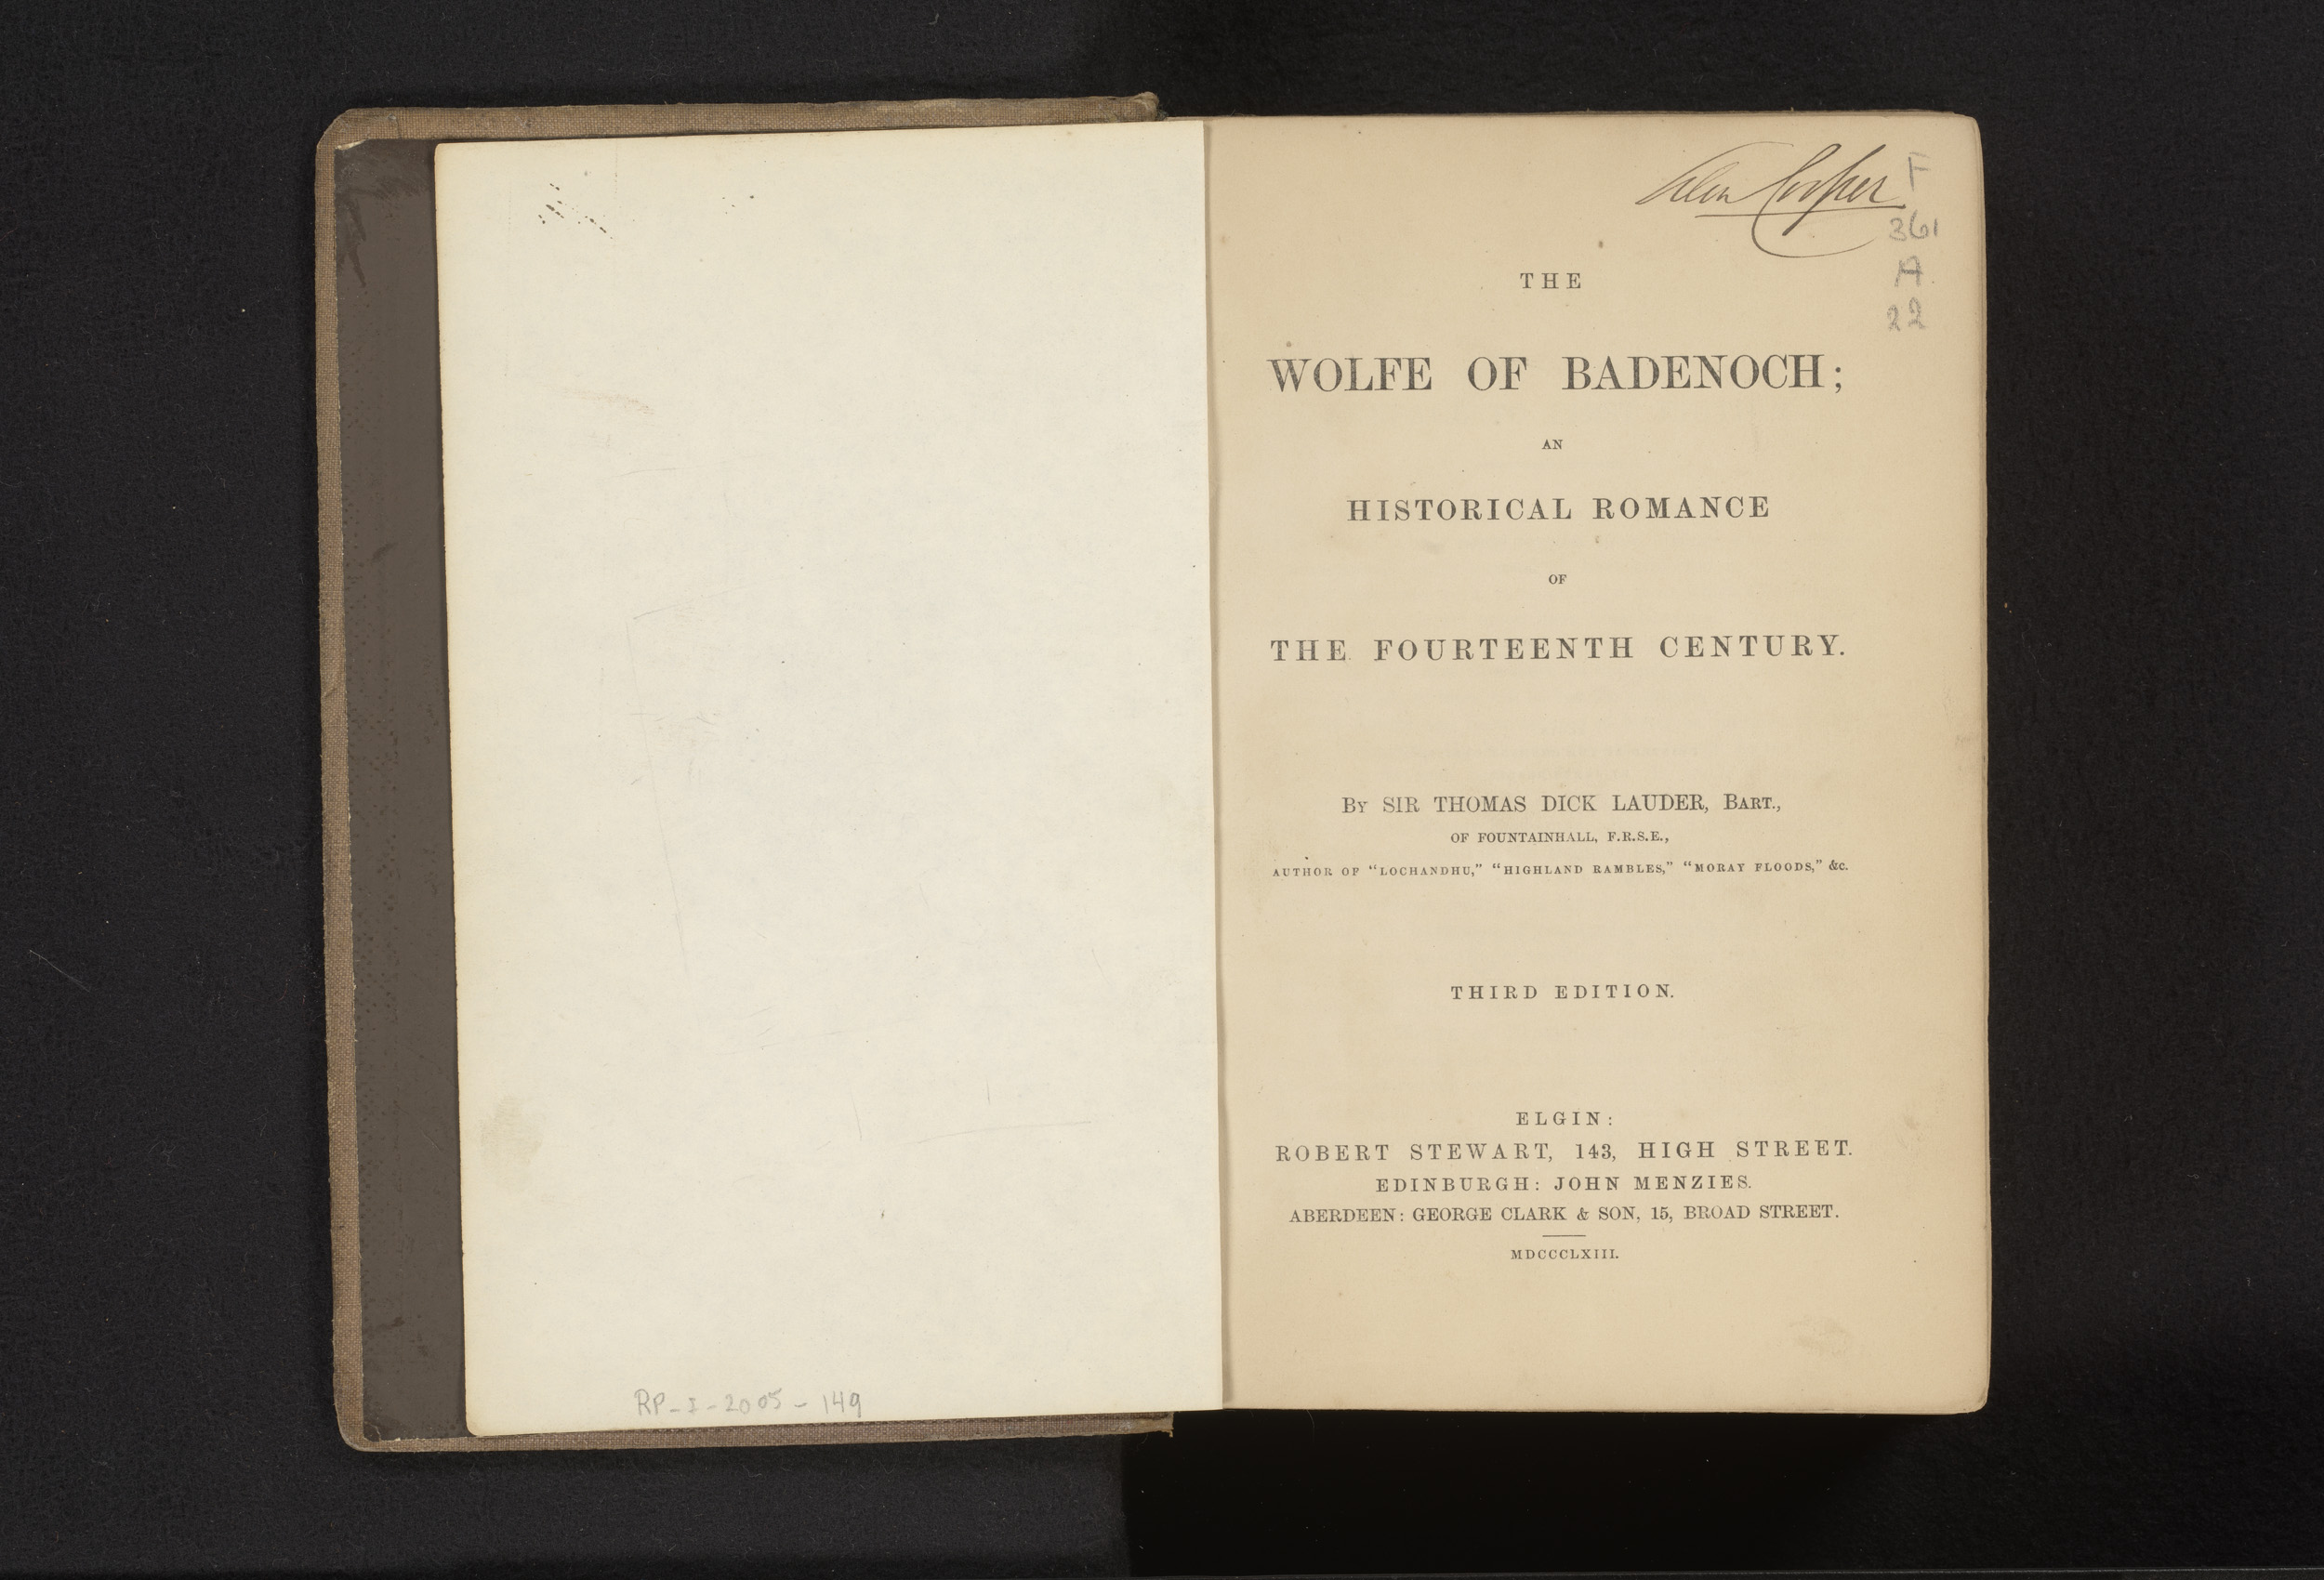 RP-I-2005-149
Cooper
F
361
A
22
THE
WOLFE OF BADENOCH;
AN
HISTORICAL ROMANCE
OF
THE FOURTEENTH CENTURY.
BY SIR THOMAS DICK LAUDER, BART.,
OF FOUNTAINHALL, F.R.S.E.,
AUTHOR OF “LOCHANDHU,” “HIGHLAND RAMBLES,” “MORAY FLOODS,” &c.
THIRD EDITION.
ELGIN:
ROBERT STEWART, 143, HIGH STREET.
EDINBURGH: JOHN MENZIES.
ABERDEEN: GEORGE CLARK & SON, 15, BROAD STREET.
MDCCCLXIII.